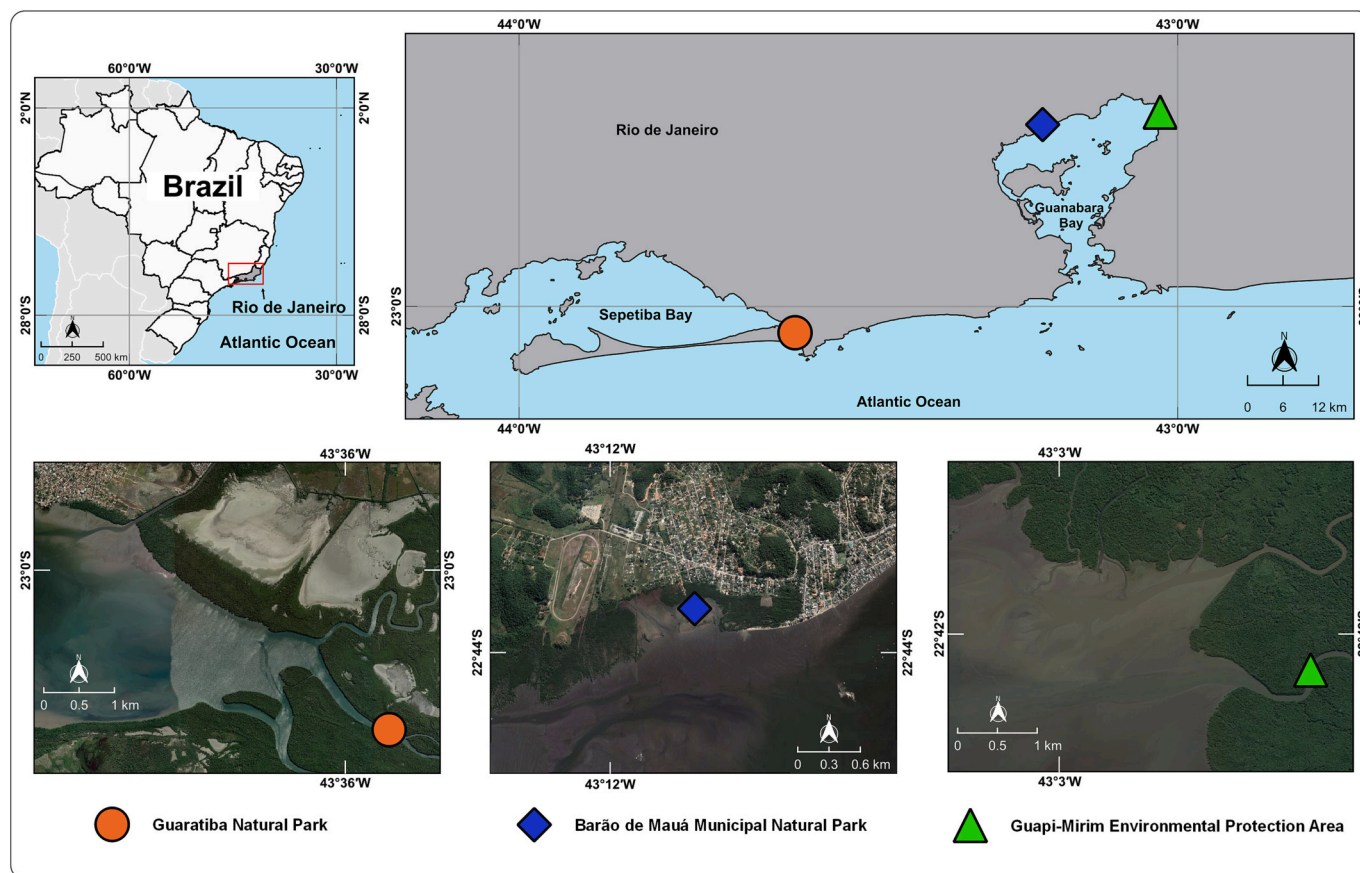 60°0'W
30°0'W
2°0'N
2°0'N
Brazil
Rio de Janeiro
Atlantic Ocean
28°0'S
28°0'S
N
0 250 500 km
60°0'W
30°0'W
44°0'W
43°0'W
Rio de Janeiro
Guanabara
Bay
Sepetiba Bay
23°0'S
Atlantic Ocean
N
0 6 12 km
44°0'W
43°0'W
43°36'W
23°0'S
23°0'S
N
0 0.5 1 km
43°36'W
43°12'W
22°44'S
22°44'S
N
0 0.3 0.6 km
43°12'W
43°3'W
22°42'S
N
0 0.5 1 km
43°3'W
Guaratiba Natural Park
Barão de Mauá Municipal Natural Park
Guapi-Mirim Environmental Protection Area